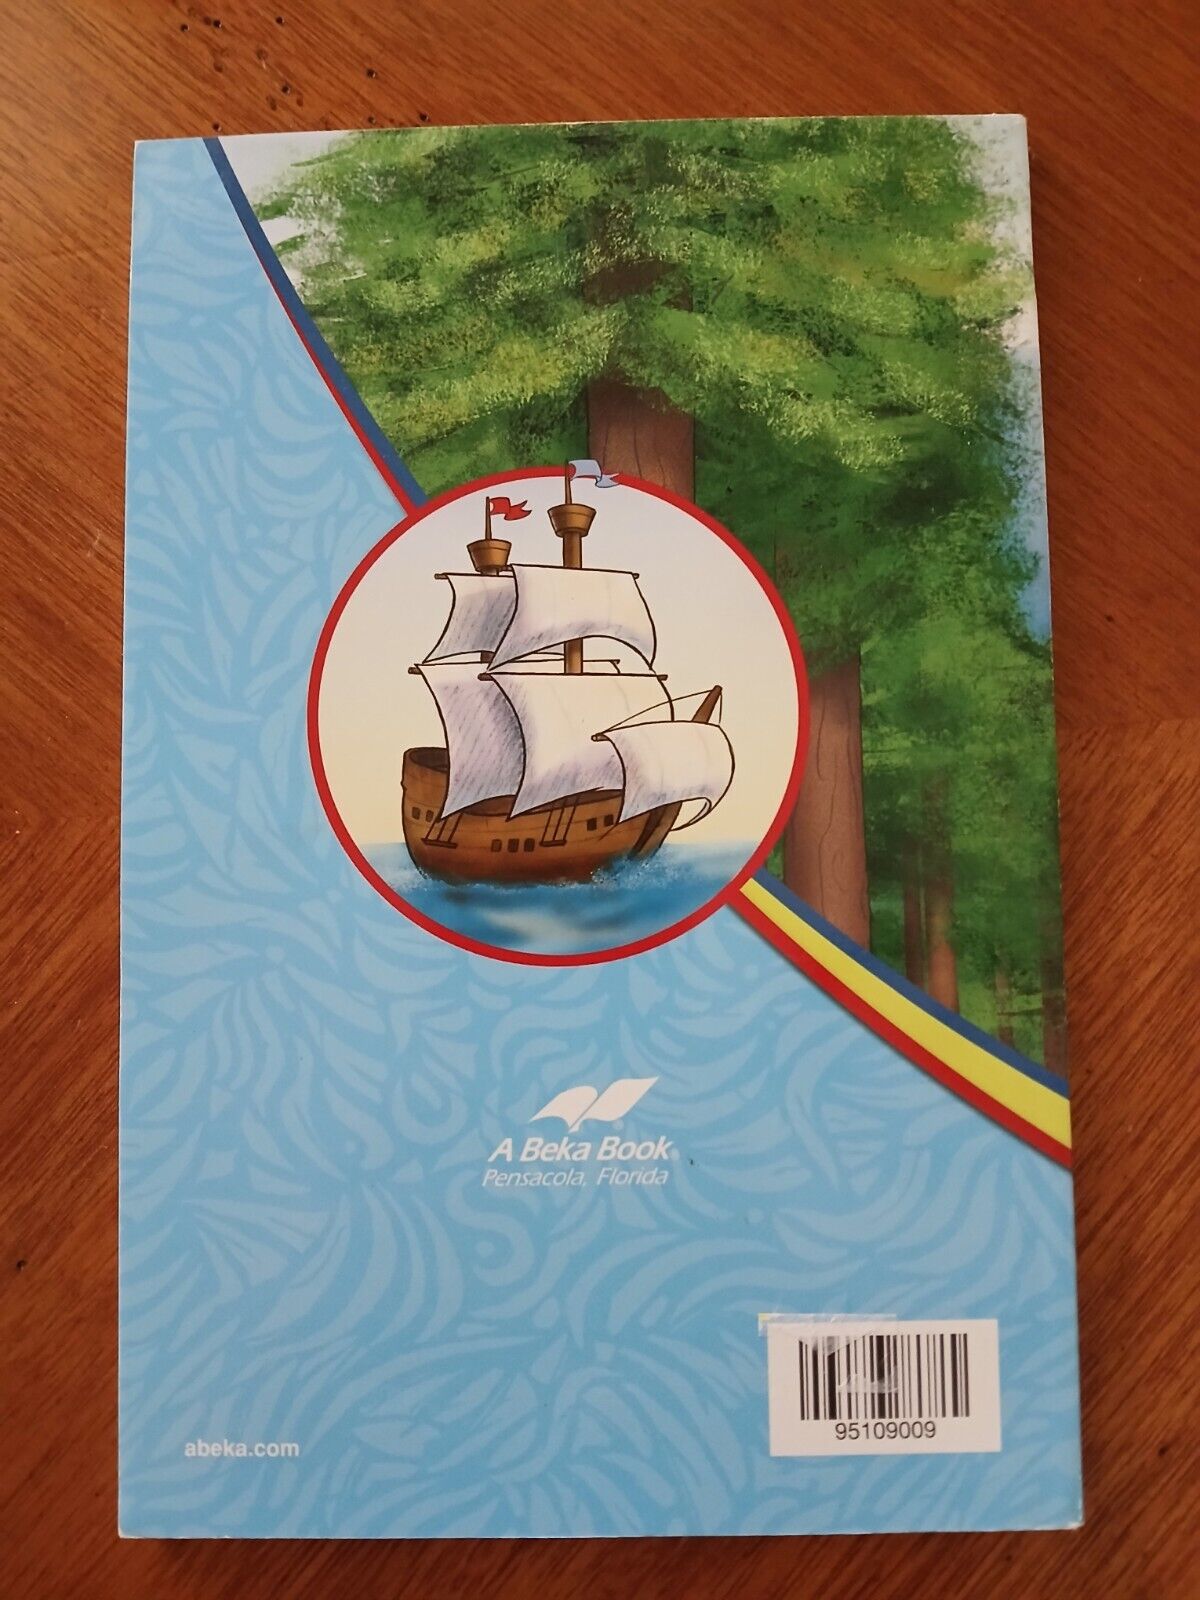 A Beka Book®
Pensacola, Florida
95109009
abeka.com